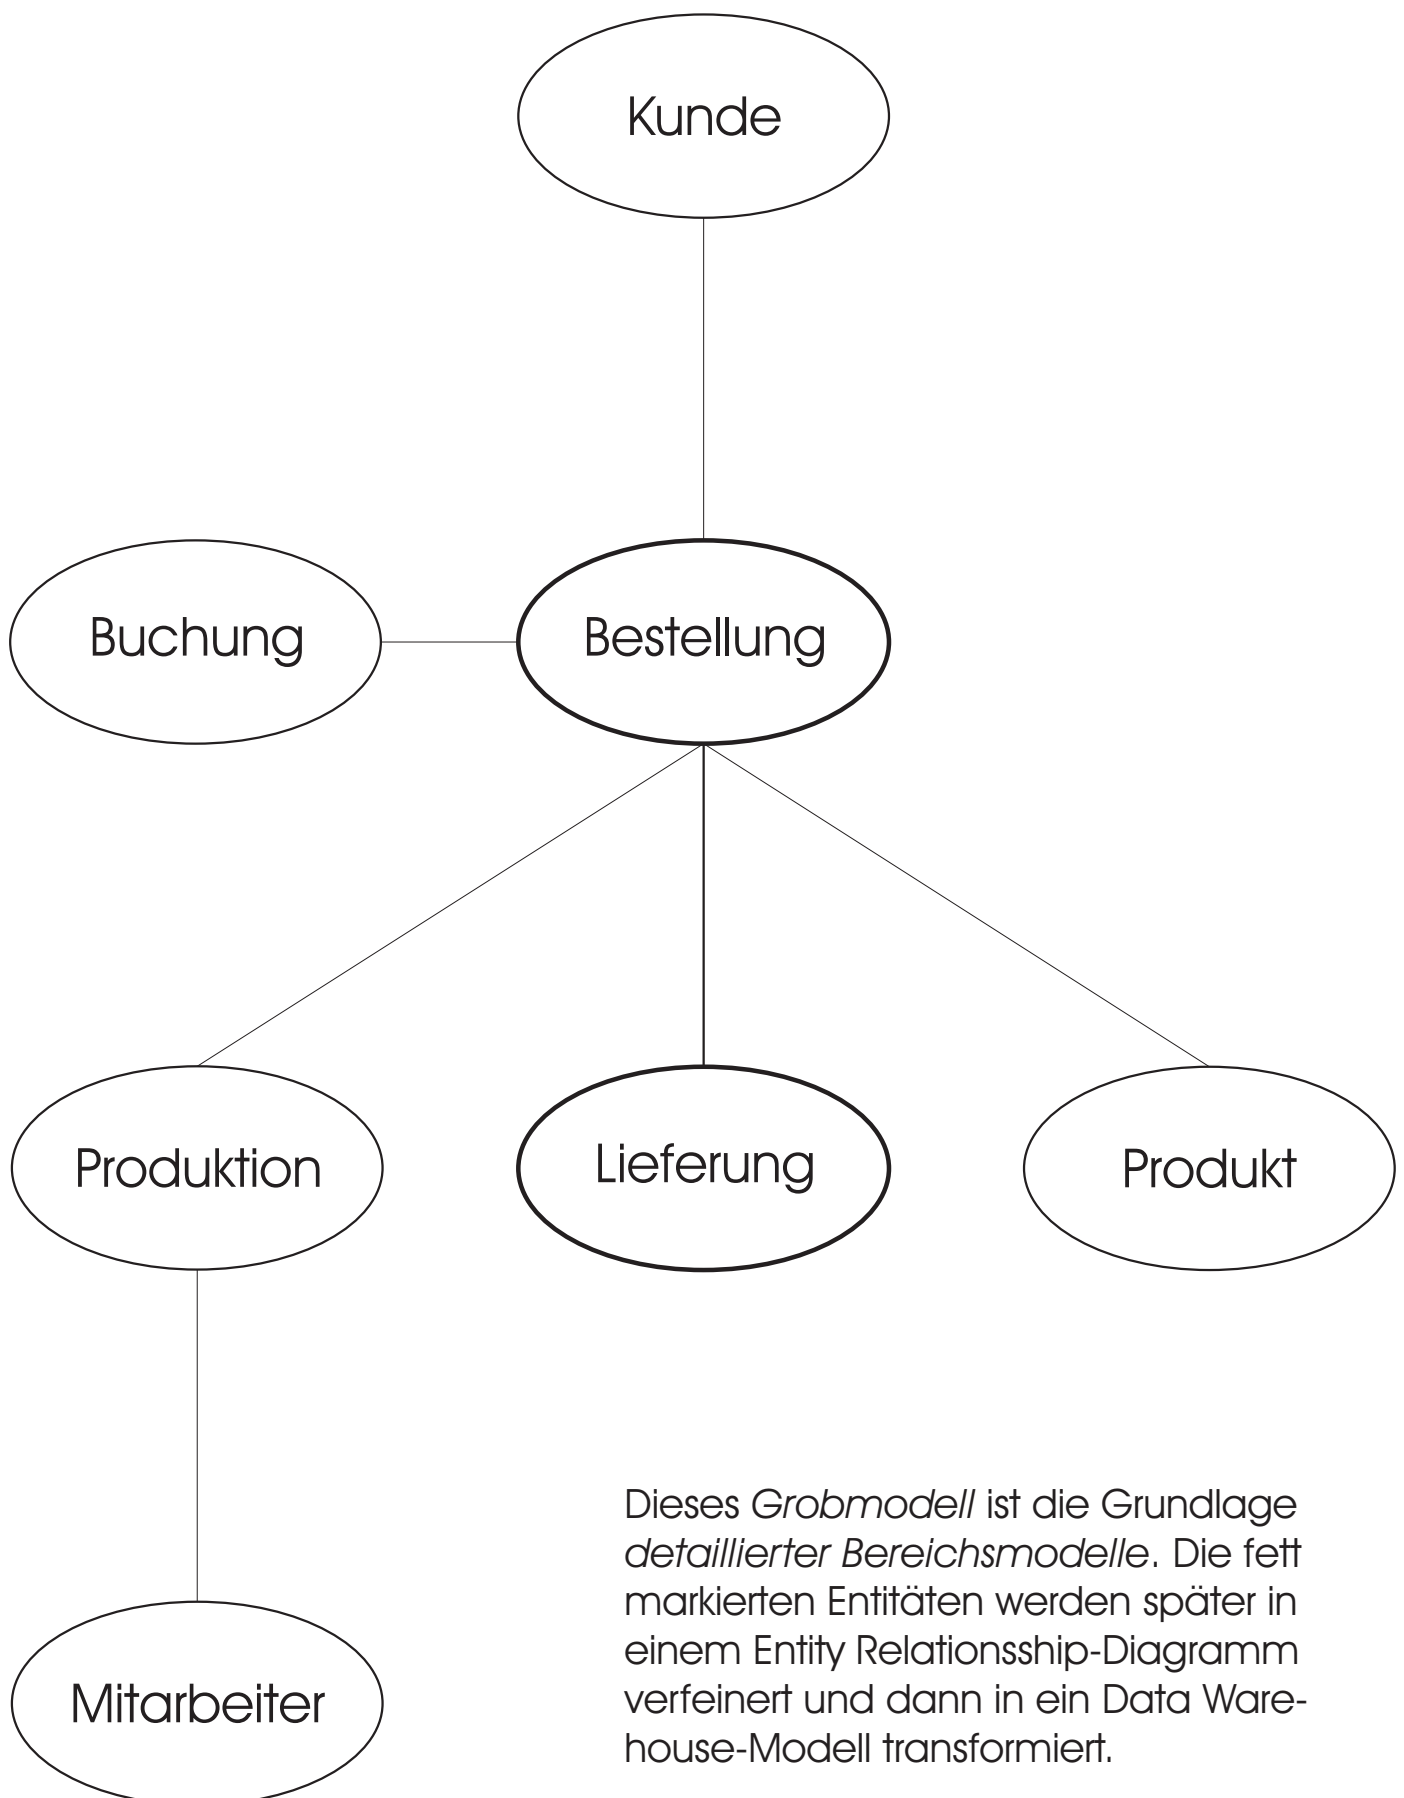 Kunde
Buchung
Bestellung
Produktion
Lieferung
Produkt
Dieses Grobmodell ist die Grundlage
detaillierter Bereichsmodelle. Die fett
markierten Entitäten werden später in
einem Entity Relationsship-Diagramm
verfeinert und dann in ein Data Ware-
house-Modell transformiert.
Mitarbeiter